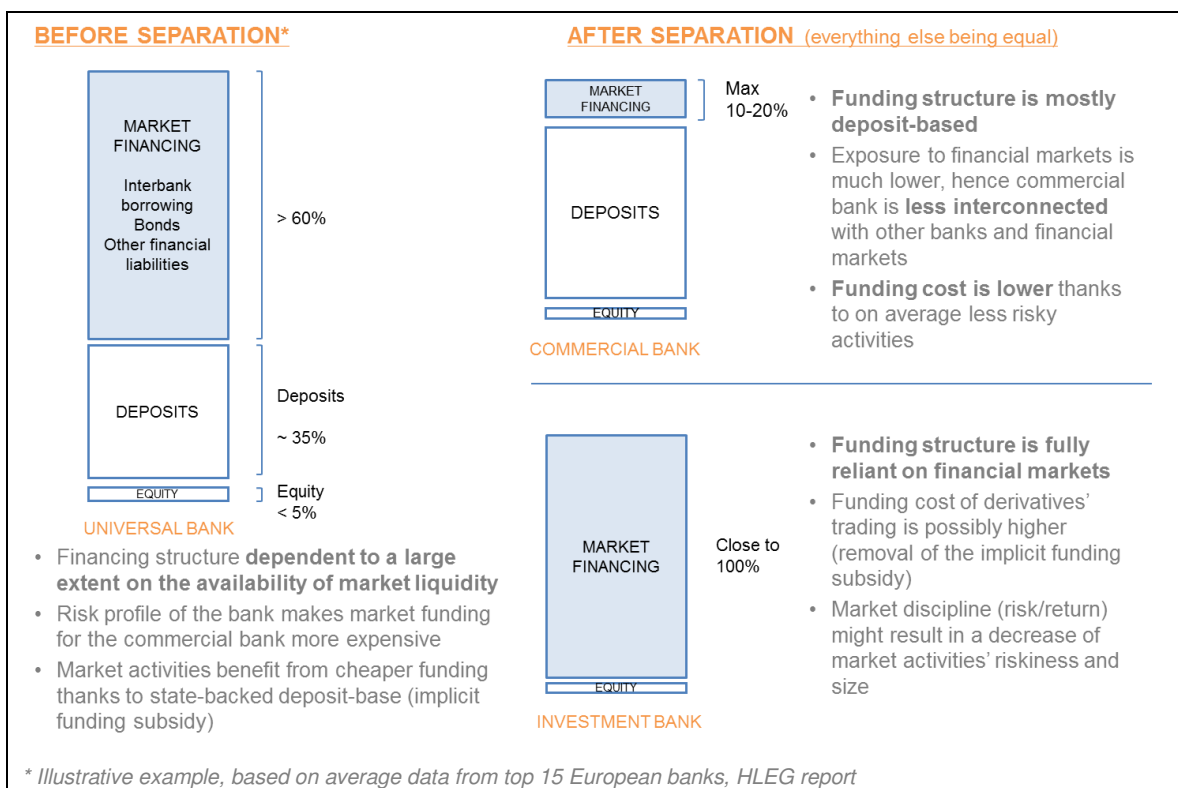 BEFORE SEPARATION*
MARKET
FINANCING
Interbank
borrowing
Bonds
Other financial
liabilities
> 60%
DEPOSITS
Deposits
~ 35%
EQUITY
Equity
< 5%
UNIVERSAL BANK
• Financing structure dependent to a large
extent on the availability of market liquidity
• Risk profile of the bank makes market funding
for the commercial bank more expensive
• Market activities benefit from cheaper funding
thanks to state-backed deposit-base (implicit
funding subsidy)
AFTER SEPARATION (everything else being equal)
MARKET
FINANCING
Max
10-20%
DEPOSITS
EQUITY
COMMERCIAL BANK
• Funding structure is mostly
deposit-based
• Exposure to financial markets is
much lower, hence commercial
bank is less interconnected
with other banks and financial
markets
• Funding cost is lower thanks
to on average less risky
activities
MARKET
FINANCING
Close to
100%
EQUITY
INVESTMENT BANK
• Funding structure is fully
reliant on financial markets
• Funding cost of derivatives’
trading is possibly higher
(removal of the implicit funding
subsidy)
• Market discipline (risk/return)
might result in a decrease of
market activities’ riskiness and
size
* Illustrative example, based on average data from top 15 European banks, HLEG report